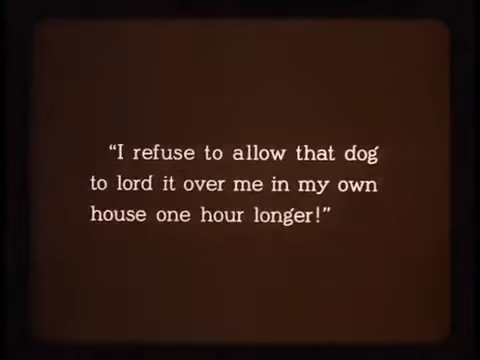 “I refuse to allow that dog
to lord it over me in my own
house one hour longer!”